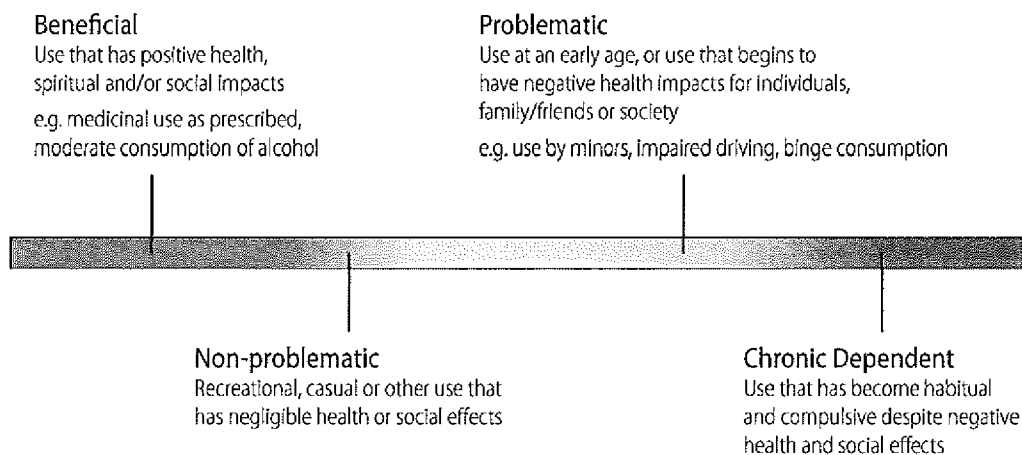 Beneficial
Use that has positive health,
spiritual and/or social impacts
e.g. medicinal use as prescribed,
moderate consumption of alcohol
Problematic
Use at an early age, or use that begins to
have negative health impacts for individuals,
family/friends or society
e.g. use by minors, impaired driving, binge consumption
Non-problematic
Recreational, casual or other use that
has negligible health or social effects
Chronic Dependent
Use that has become habitual
and compulsive despite negative
health and social effects